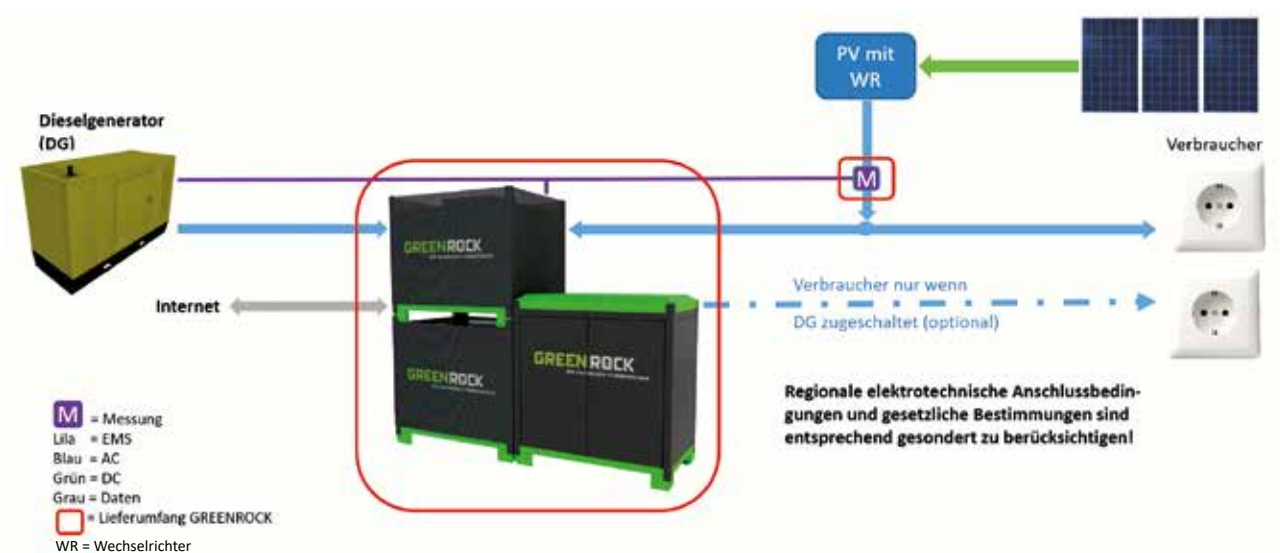 PV mit
WR
Dieselgenerator
(DG)
Verbraucher
M
GREENROCK
Internet
Verbraucher nur wenn
DG zugeschaltet (optional)
GREENROCK
GREENROCK
Regionale elektrotechnische Anschlussbedin-
gungen und gesetzliche Bestimmungen sind
entsprechend gesondert zu berücksichtigen!
M = Messung
Lila = EMS
Blau = AC
Grün = DC
Grau = Daten
= Lieferumfang GREENROCK
WR = Wechselrichter